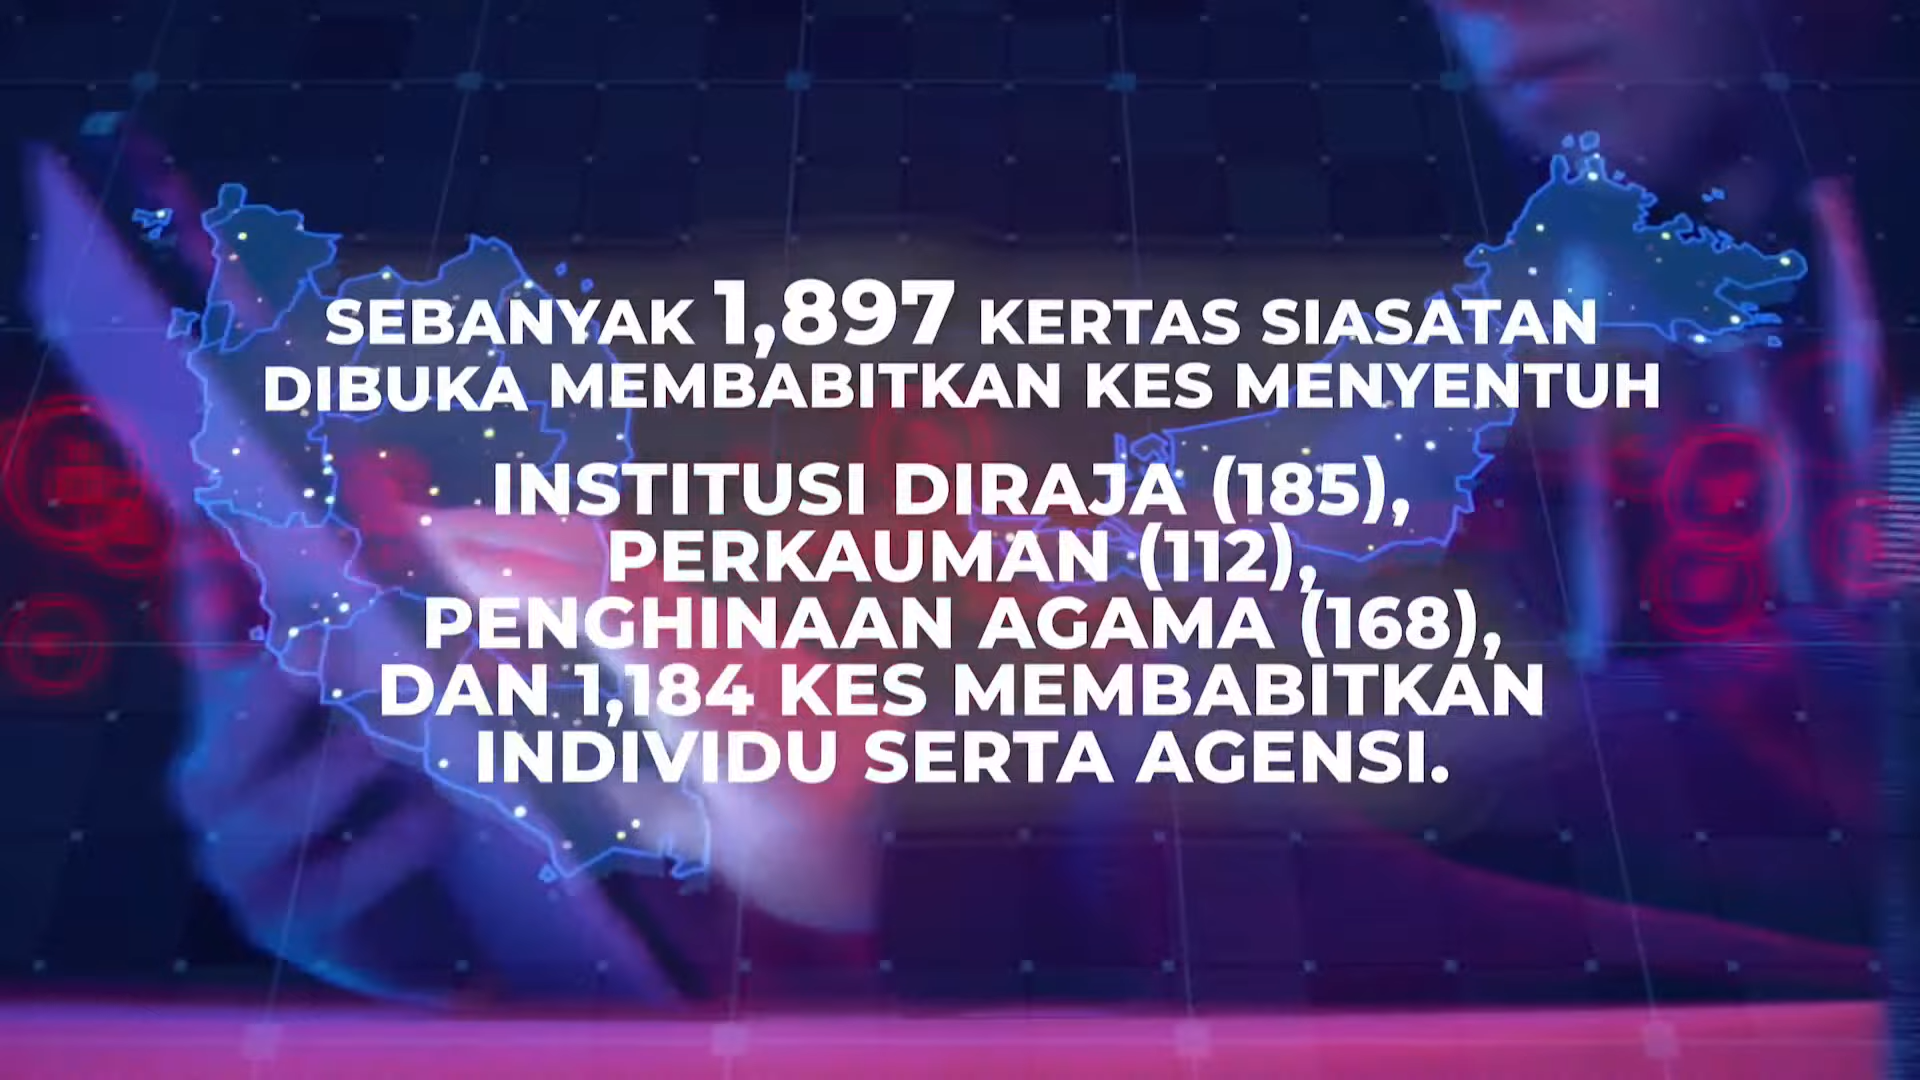 SEBANYAK 1,897 KERTAS SIASATAN
DIBUKA MEMBABITKAN KES MENYENTUH
INSTITUSI DIRAJA (185),
PERKAUMAN (112),
PENGHINAAN AGAMA (168),
DAN 1,184 KES MEMBABITKAN
INDIVIDU SERTA AGENSI.